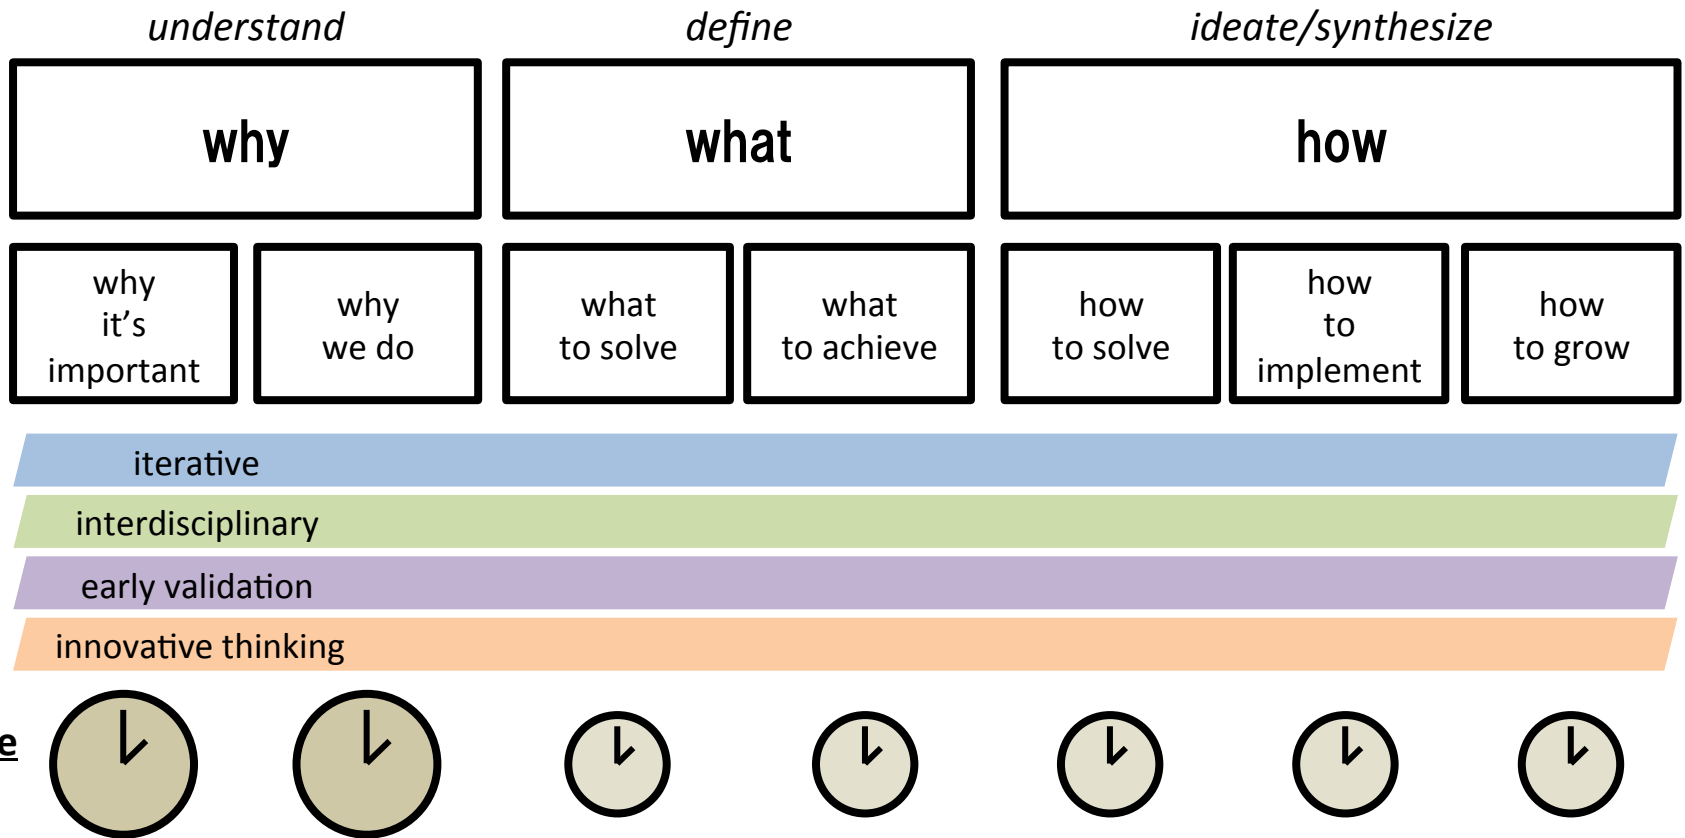 understand
define
ideate/synthesize
why
what
how
why
it’s
important
why
we do
what
to solve
what
to achieve
how
to solve
how
to
implement
how
to grow
iterative
interdisciplinary
early validation
innovative thinking
e